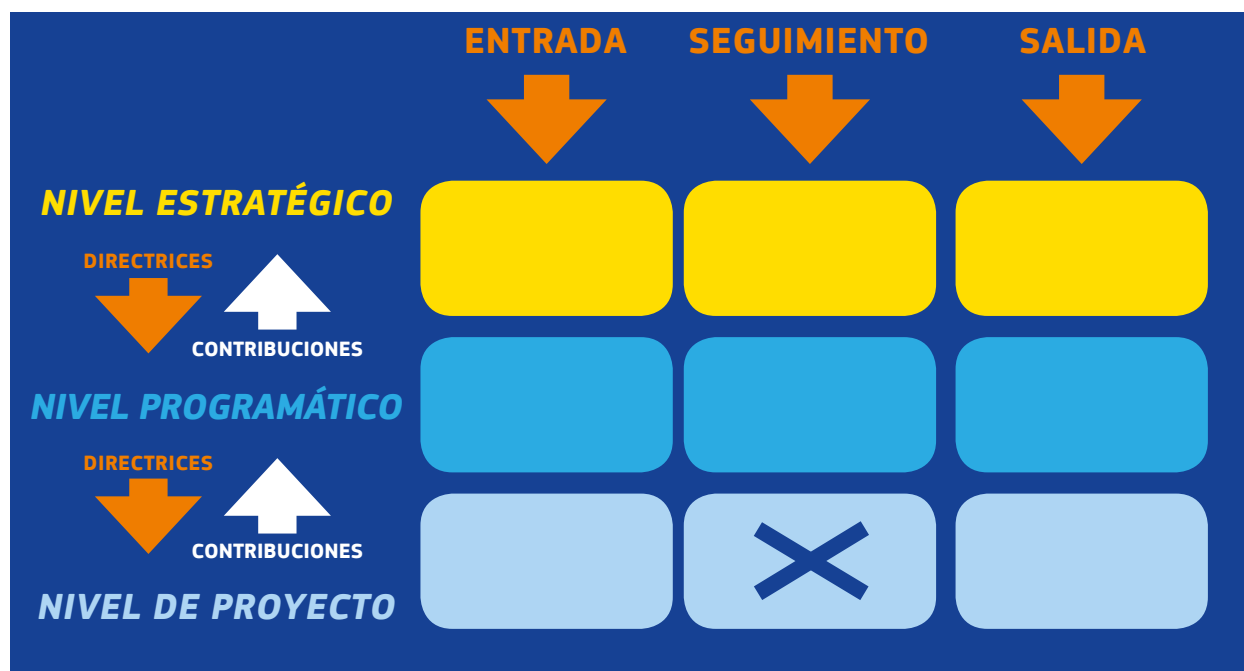 ENTRADA SEGUIMIENTO SALIDA
NIVEL ESTRATÉGICO
DIRECTRICES
CONTRIBUCIONES
NIVEL PROGRAMÁTICO
DIRECTRICES
CONTRIBUCIONES
NIVEL DE PROYECTO